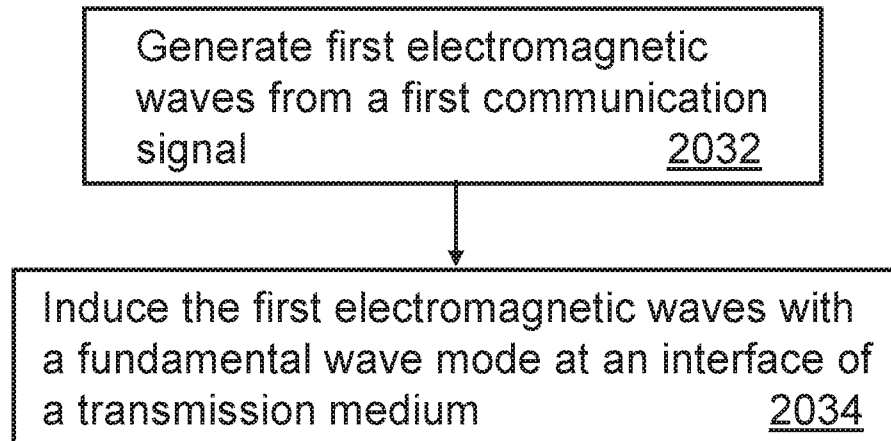 Generate first electromagnetic
waves from a first communication
signal 2032
Induce the first electromagnetic waves with
a fundamental wave mode at an interface of
a transmission medium 2034